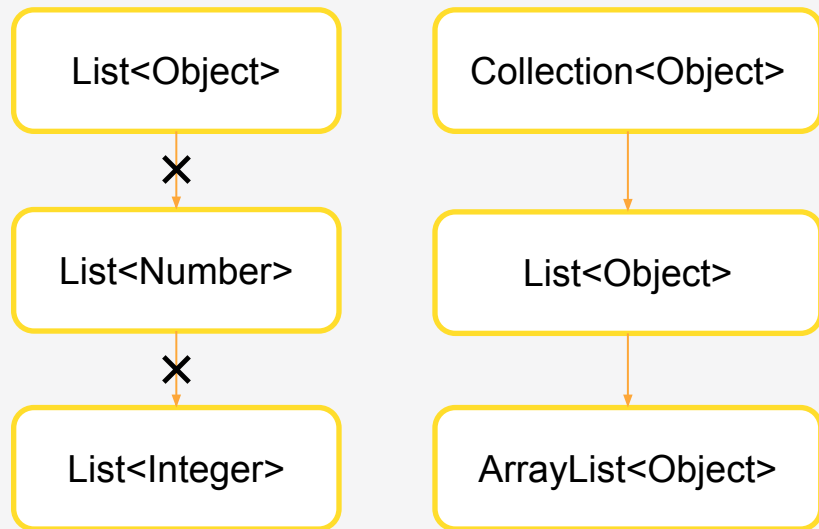 List<Object>
List<Number>
List<Integer>
Collection<Object>
List<Object>
ArrayList<Object>